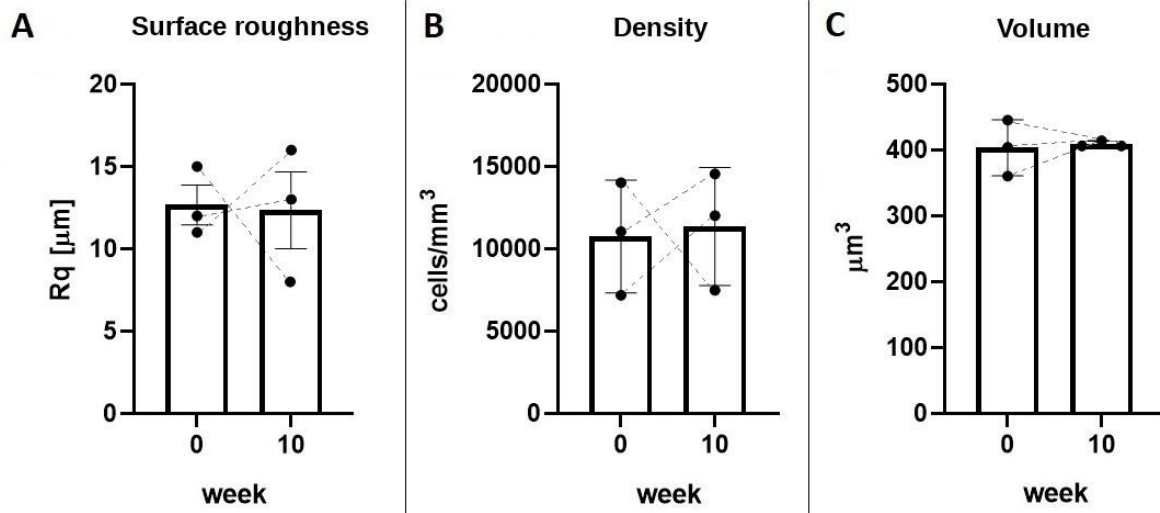 A
Surface roughness
20
15
10
5
0
Rq [μm]
0 10
week
B
Density
20000
15000
10000
5000
0
cells/mm³
0 10
week
C
Volume
500
400
300
200
100
0
μm³
0 10
week